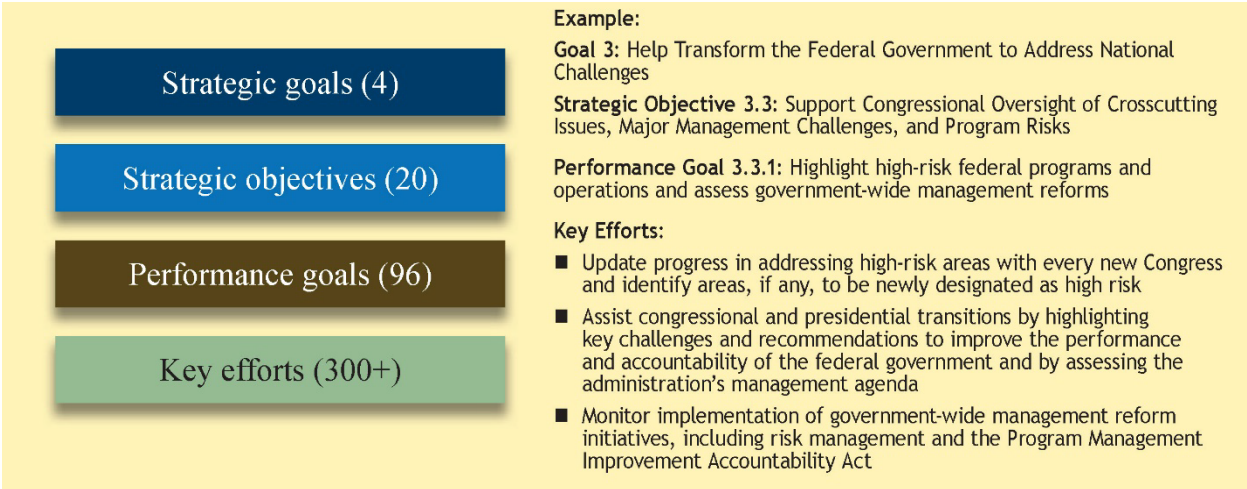 Strategic goals (4)
Strategic objectives (20)
Performance goals (96)
Key efforts (300+)
Example:
Goal 3: Help Transform the Federal Government to Address National
Challenges
Strategic Objective 3.3: Support Congressional Oversight of Crosscutting
Issues, Major Management Challenges, and Program Risks
Performance Goal 3.3.1: Highlight high-risk federal programs and
operations and assess government-wide management reforms
Key Efforts:
■ Update progress in addressing high-risk areas with every new Congress
and identify areas, if any, to be newly designated as high risk
■ Assist congressional and presidential transitions by highlighting
key challenges and recommendations to improve the performance
and accountability of the federal government and by assessing the
administration’s management agenda
■ Monitor implementation of government-wide management reform
initiatives, including risk management and the Program Management
Improvement Accountability Act